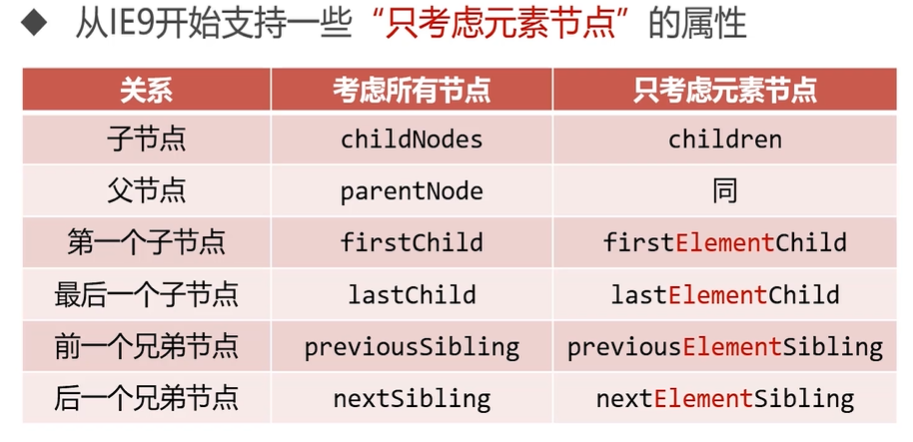 ◆ 从IE9开始支持一些“只考虑元素节点”的属性
关系 考虑所有节点 只考虑元素节点
子节点 childNodes children
父节点 parentNode 同
第一个子节点 firstChild firstElementChild
最后一个子节点 lastChild lastElementChild
前一个兄弟节点 previousSibling previousElementSibling
后一个兄弟节点 nextSibling nextElementSibling